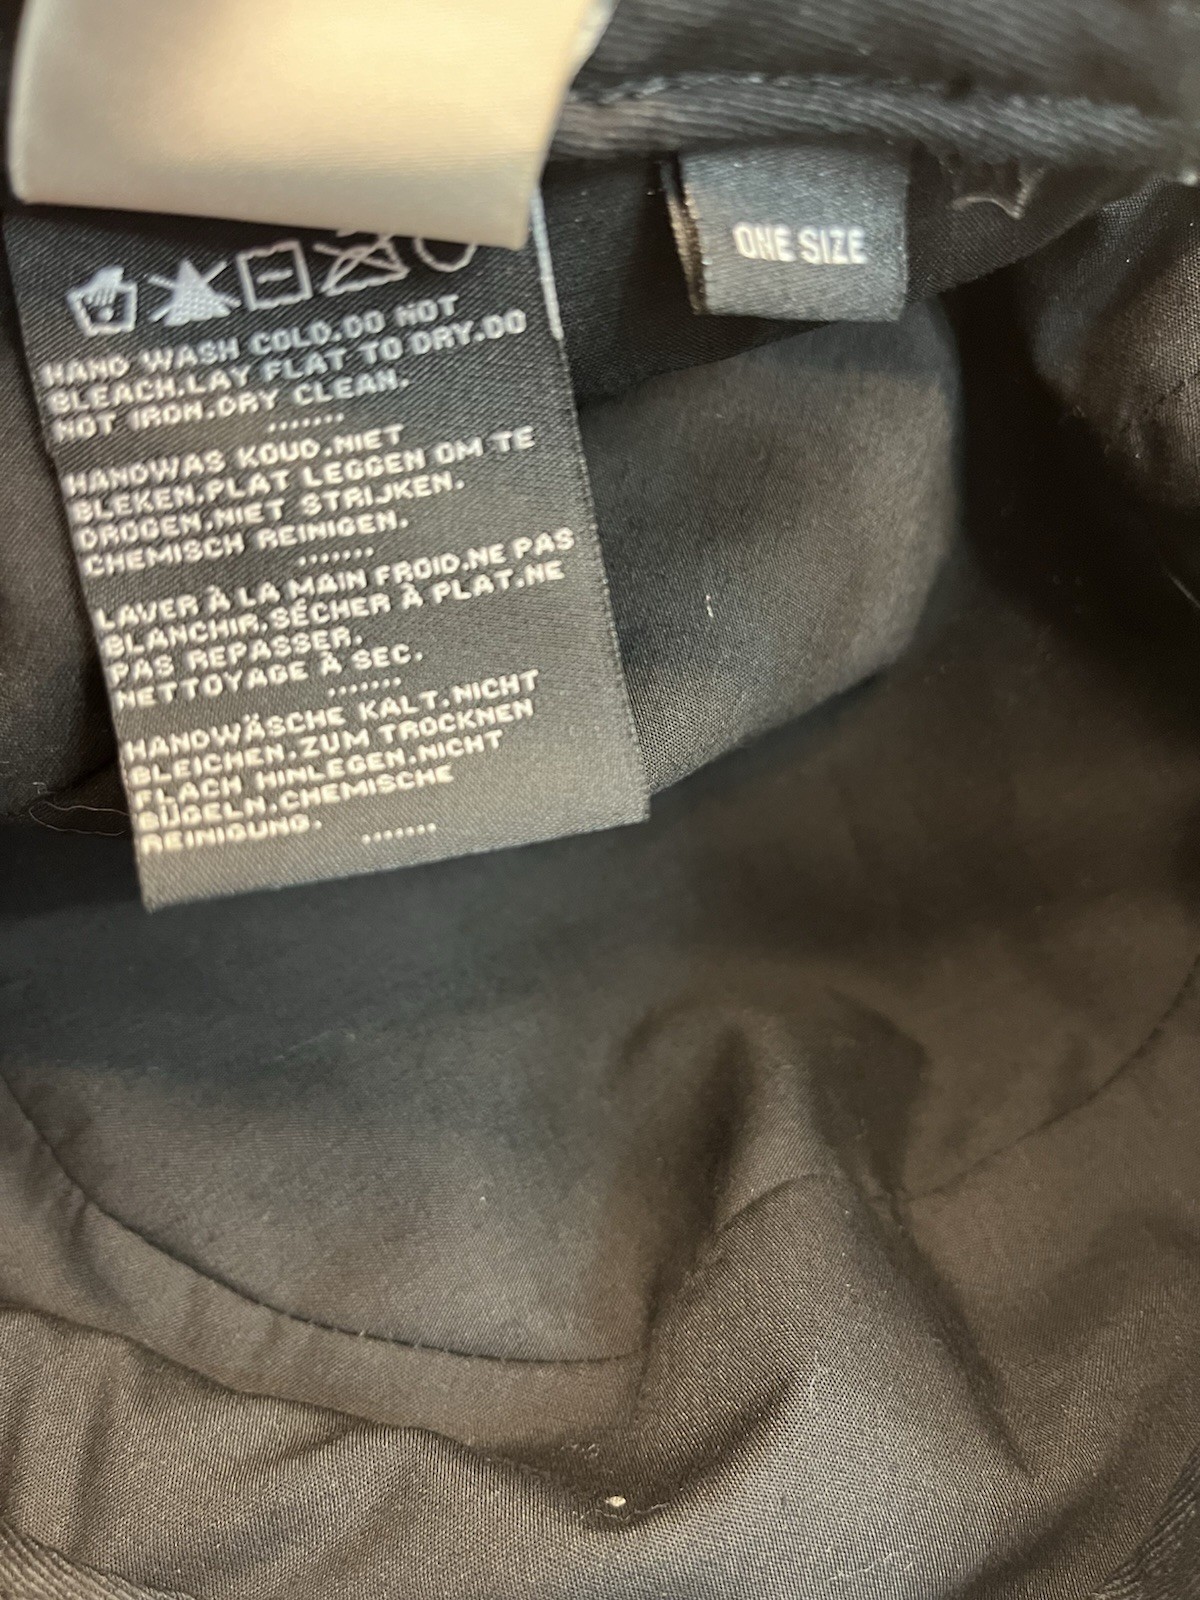 ONE SIZE
HAND WASH COLD.DO NOT
BLEACH.LAY FLAT TO DRY.DO
NOT IRON.DRY CLEAN.
.......
HANDWAS KOUD.NIET
BLEKEN.PLAT LEGGEN OM TE
DROGEN.NIET STRIJKEN.
CHEMISCH REINIGEN.
.......
LAVER À LA MAIN FROID.NE PAS
BLANCHIR.SÉCHER À PLAT.NE
PAS REPASSER.
NETTOYAGE À SEC.
.......
HANDWÄSCHE KALT.NICHT
BLEICHEN.ZUM TROCKNEN
FLACH HINLEGEN.NICHT
BÜGELN.CHEMISCHE
REINIGUNG.
.......